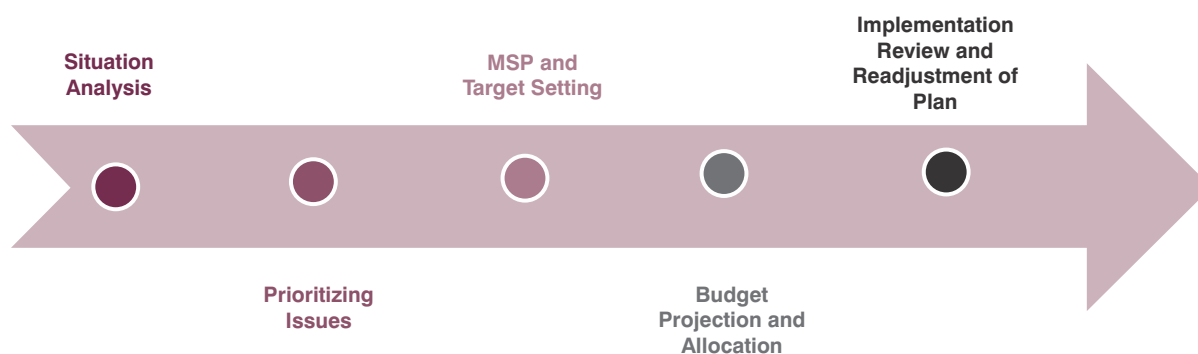 Situation
Analysis
Prioritizing
Issues
MSP and
Target Setting
Budget
Projection and
Allocation
Implementation
Review and
Readjustment of
Plan